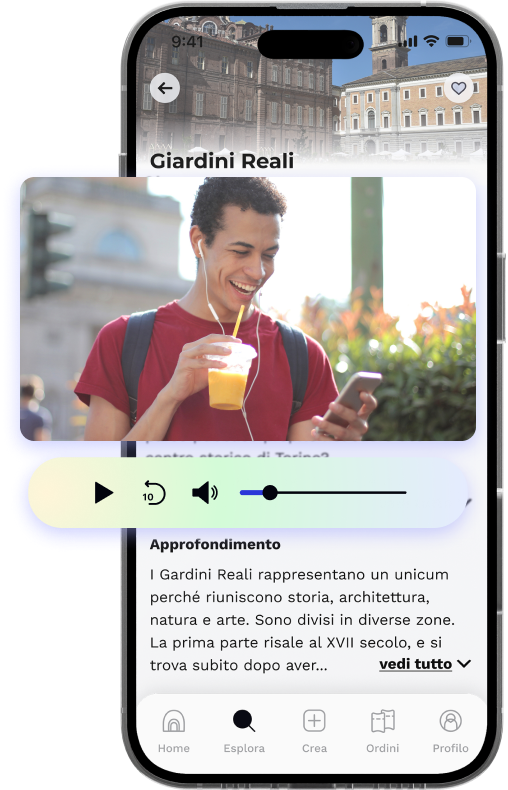 9:41
Giardini Reali
centro storico di Torino?
10
Approfondimento
I Gardini Reali rappresentano un unicum
perché riuniscono storia, architettura,
natura e arte. Sono divisi in diverse zone.
La prima parte risale al XVII secolo, e si
trova subito dopo aver... vedi tutto
Home Esplora Crea Ordini Profilo